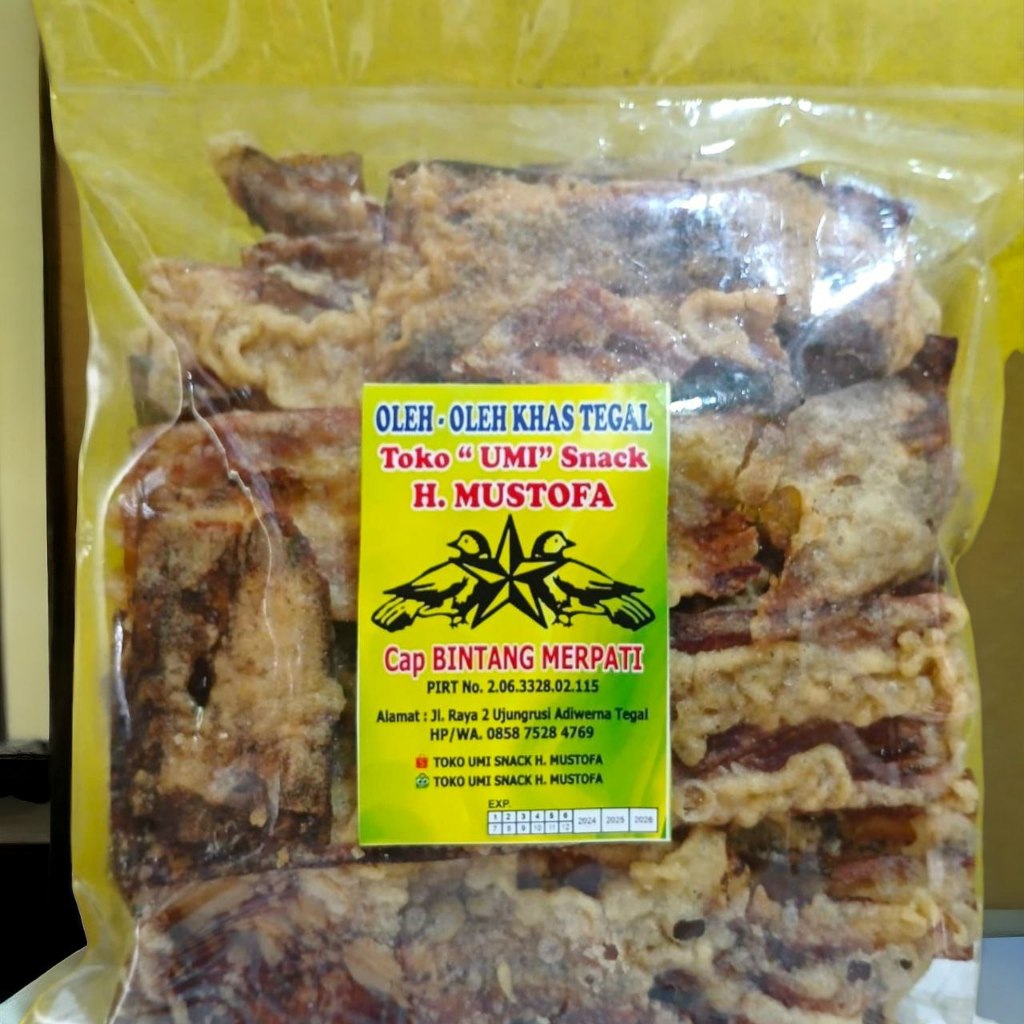 OLEH - OLEH KHAS TEGAL
Toko “ UMI” Snack
H. MUSTOFA
Cap BINTANG MERPATI
PIRT No. 2.06.3328.02.115
Alamat : Jl. Raya 2 Ujungrusi Adiwerna Tegal
HP/WA. 0858 7528 4769
TOKO UMI SNACK H. MUSTOFA
TOKO UMI SNACK H. MUSTOFA
EXP.
1 2 3 4 5 6 2024 2025 2026
7 8 9 10 11 12